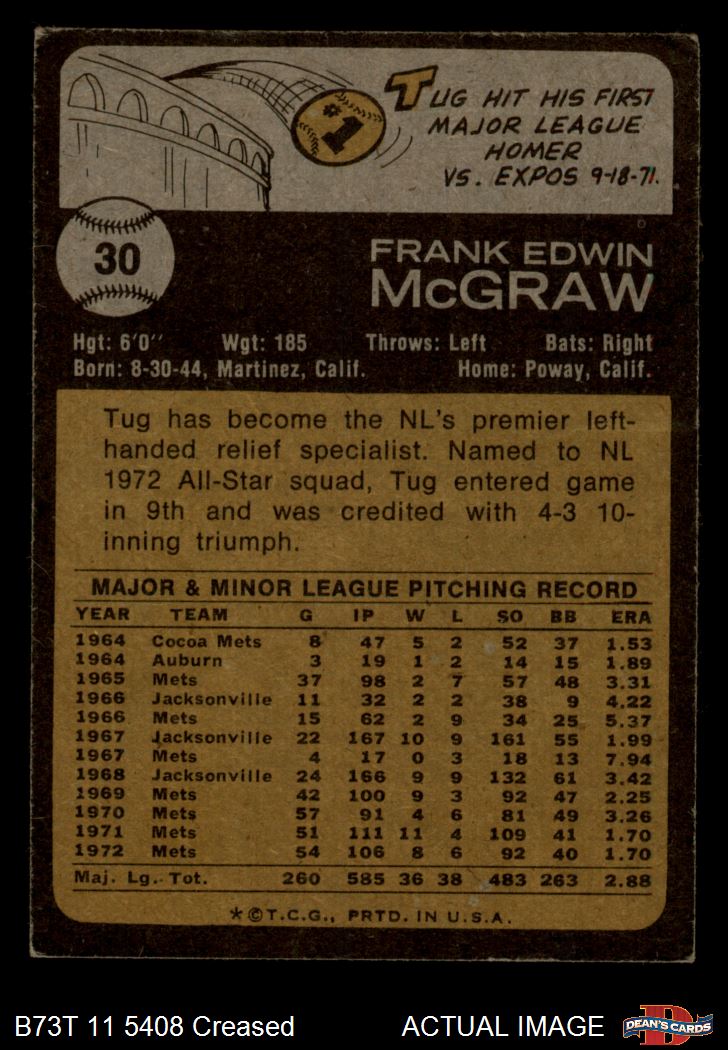 #1
TUG HIT HIS FIRST
MAJOR LEAGUE
HOMER
VS. EXPOS 9-18-71.
30
FRANK EDWIN
McGRAW
Hgt: 6'0" Wgt: 185 Throws: Left Bats: Right
Born: 8-30-44, Martinez, Calif. Home: Poway, Calif.
Tug has become the NL's premier left-
handed relief specialist. Named to NL
1972 All-Star squad, Tug entered game
in 9th and was credited with 4-3 10-
inning triumph.
MAJOR & MINOR LEAGUE PITCHING RECORD
YEAR TEAM G IP W L SO BB ERA
1964 Cocoa Mets 8 47 5 2 52 37 1.53
1964 Auburn 3 19 1 2 14 15 1.89
1965 Mets 37 98 2 7 57 48 3.31
1966 Jacksonville 11 32 2 2 38 9 4.22
1966 Mets 15 62 2 9 34 25 5.37
1967 Jacksonville 22 167 10 9 161 55 1.99
1967 Mets 4 17 0 3 18 13 7.94
1968 Jacksonville 24 166 9 9 132 61 3.42
1969 Mets 42 100 9 3 92 47 2.25
1970 Mets 57 91 4 6 81 49 3.26
1971 Mets 51 111 11 4 109 41 1.70
1972 Mets 54 106 8 6 92 40 1.70
Maj. Lg. Tot. 260 585 36 38 483 263 2.88
*©T.C.G., PRTD. IN U.S.A.
B73T 11 5408 Creased ACTUAL IMAGE
D
DEAN'S CARDS